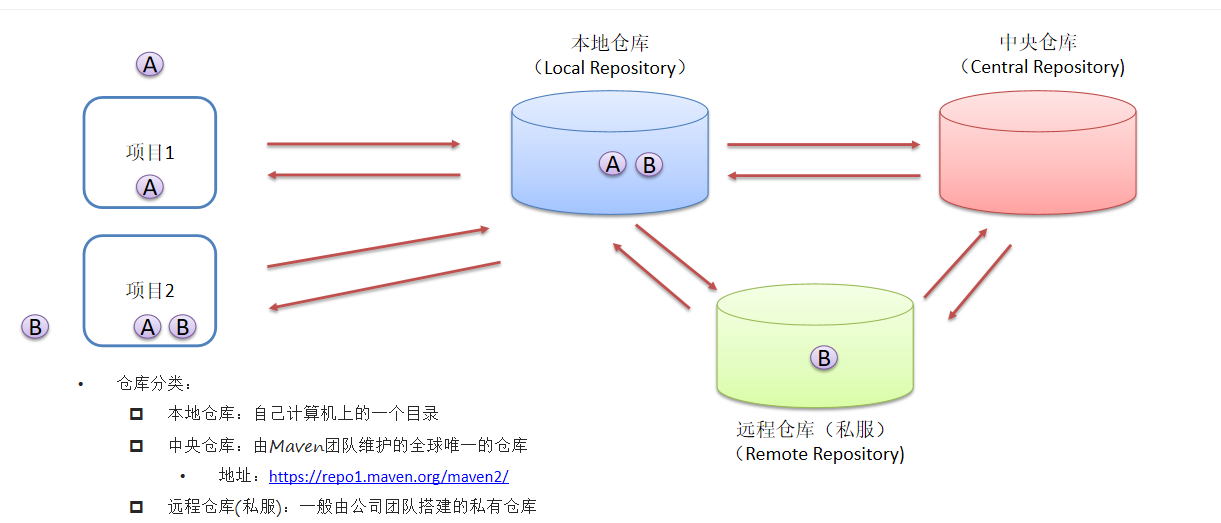 本地仓库
（Local Repository）
中央仓库
（Central Repository)
A
项目1
A
A B
项目2
A B
B
B
远程仓库（私服）
（Remote Repository)
• 仓库分类：
本地仓库：自己计算机上的一个目录
中央仓库：由Maven团队维护的全球唯一的仓库
• 地址：https://repo1.maven.org/maven2/
远程仓库(私服)：一般由公司团队搭建的私有仓库